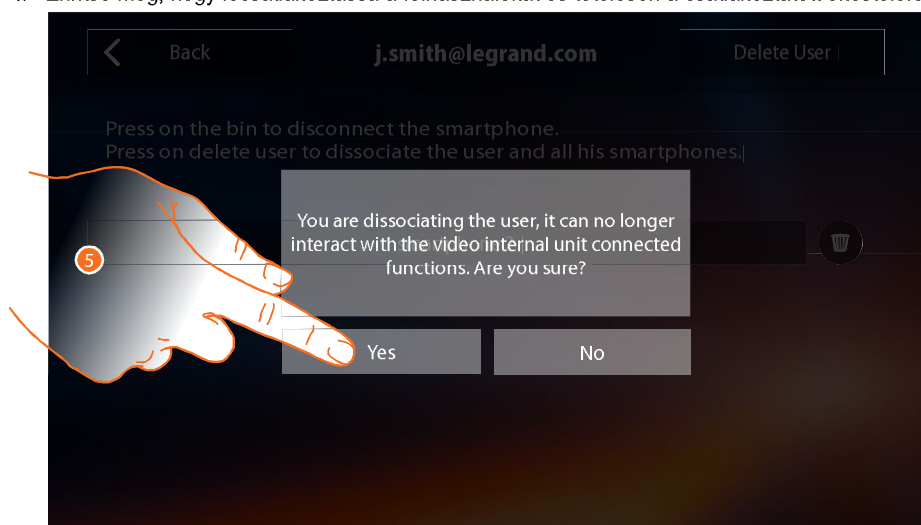 Back
j.smith@legrand.com
Delete User
Press on the bin to disconnect the smartphone.
Press on delete user to dissociate the user and all his smartphones.
You are dissociating the user, it can no longer
interact with the video internal unit connected
functions. Are you sure?
5
Yes
No